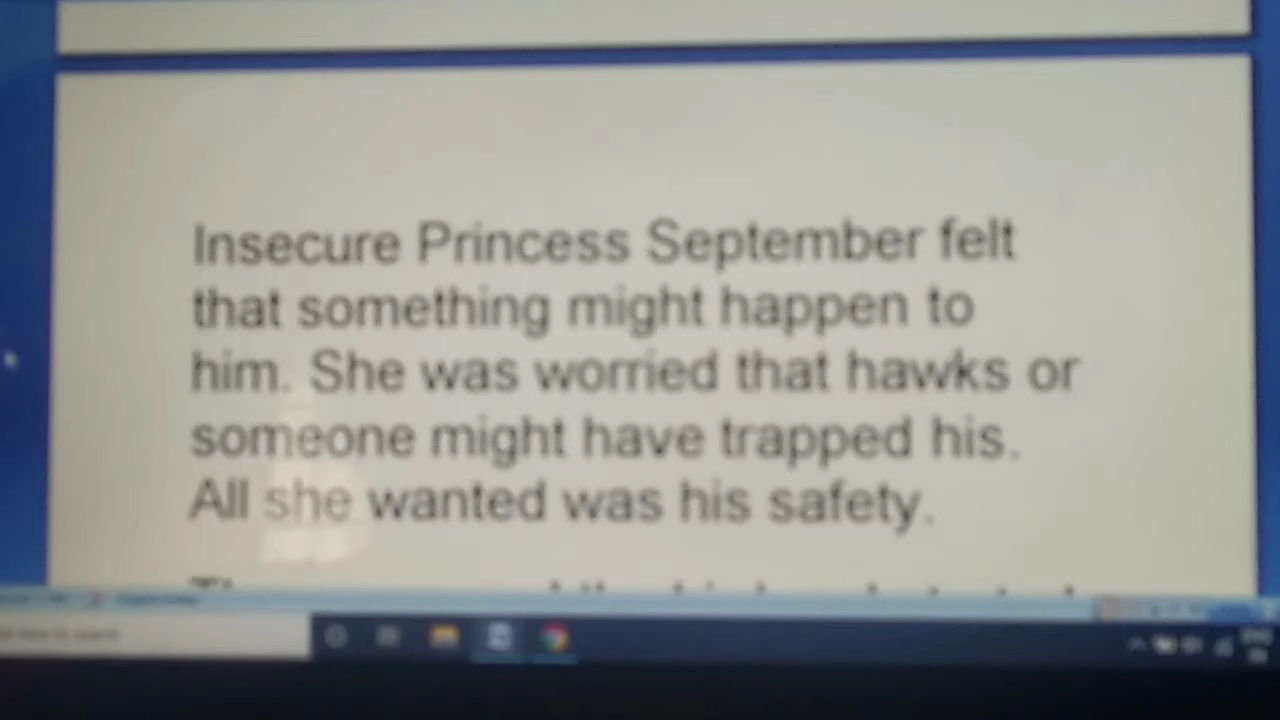 Insecure Princess September felt
that something might happen to
him. She was worried that hawks or
someone might have trapped his.
All she wanted was his safety.